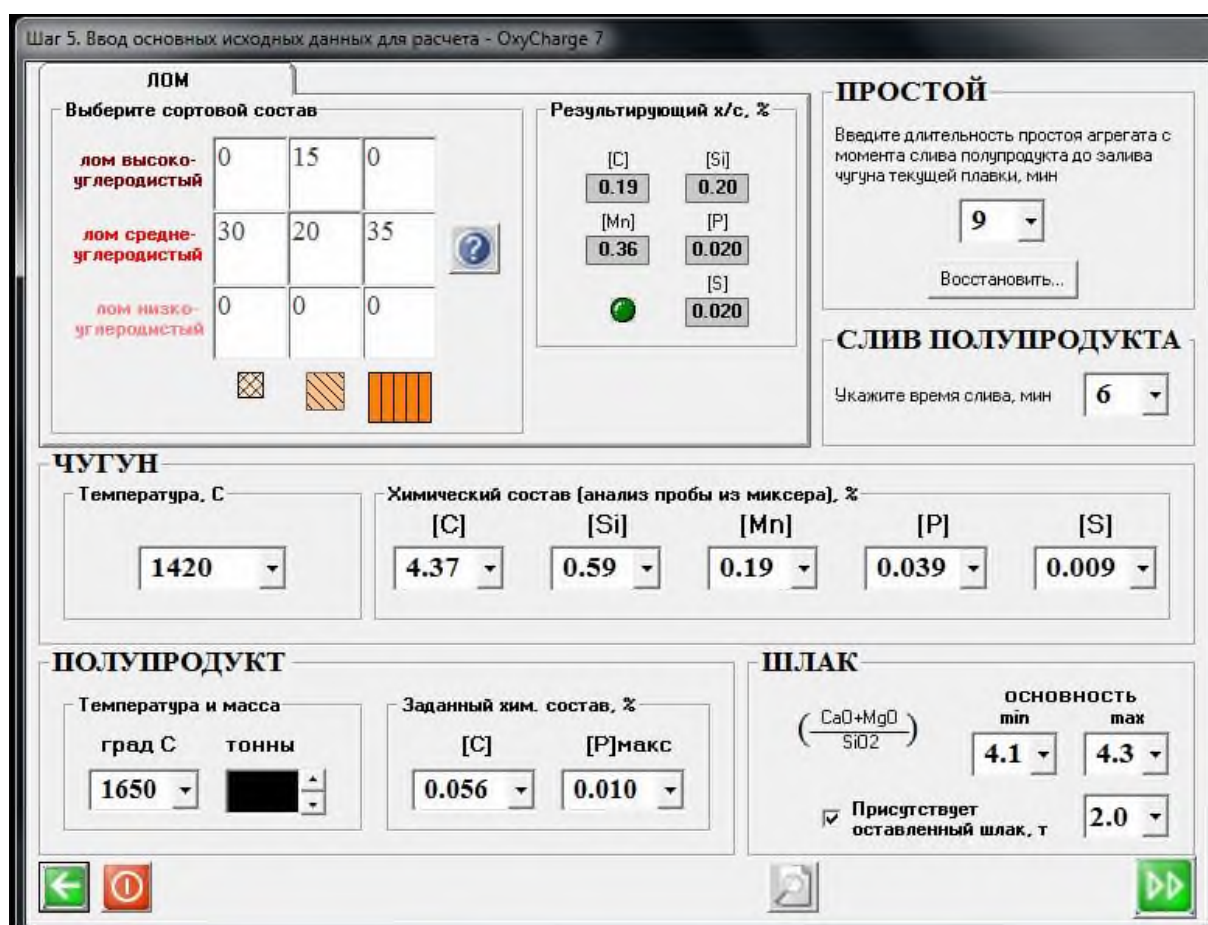 Шаг 5. Ввод основных исходных данных для расчета - OxyCharge 7
ЛОМ
Выберите сортовой состав
лом высоко-
углеродистый
0 15 0
лом средне-
углеродистый
30 20 35
лом низко-
углеродистый
0 0 0
Результирующий х/с, %
[C] [Si]
0.19 0.20
[Mn] [P]
0.36 0.020
[S]
0.020
ПРОСТОЙ
Введите длительность простоя агрегата с
момента слива полупродукта до залива
чугуна текущей плавки, мин
9
Восстановить...
СЛИВ ПОЛУПРОДУКТА
Укажите время слива, мин 6
ЧУГУН
Температура, С
1420
Химический состав (анализ пробы из миксера), %
[C] [Si] [Mn] [P] [S]
4.37 0.59 0.19 0.039 0.009
ПОЛУПРОДУКТ
Температура и масса
град С тонны
1650
Заданный хим. состав, %
[C] [P]макс
0.056 0.010
ШЛАК
основность
min max
(CaO+MgO
SiO2)
4.1 4.3
Присутствует
оставленный шлак, т
2.0